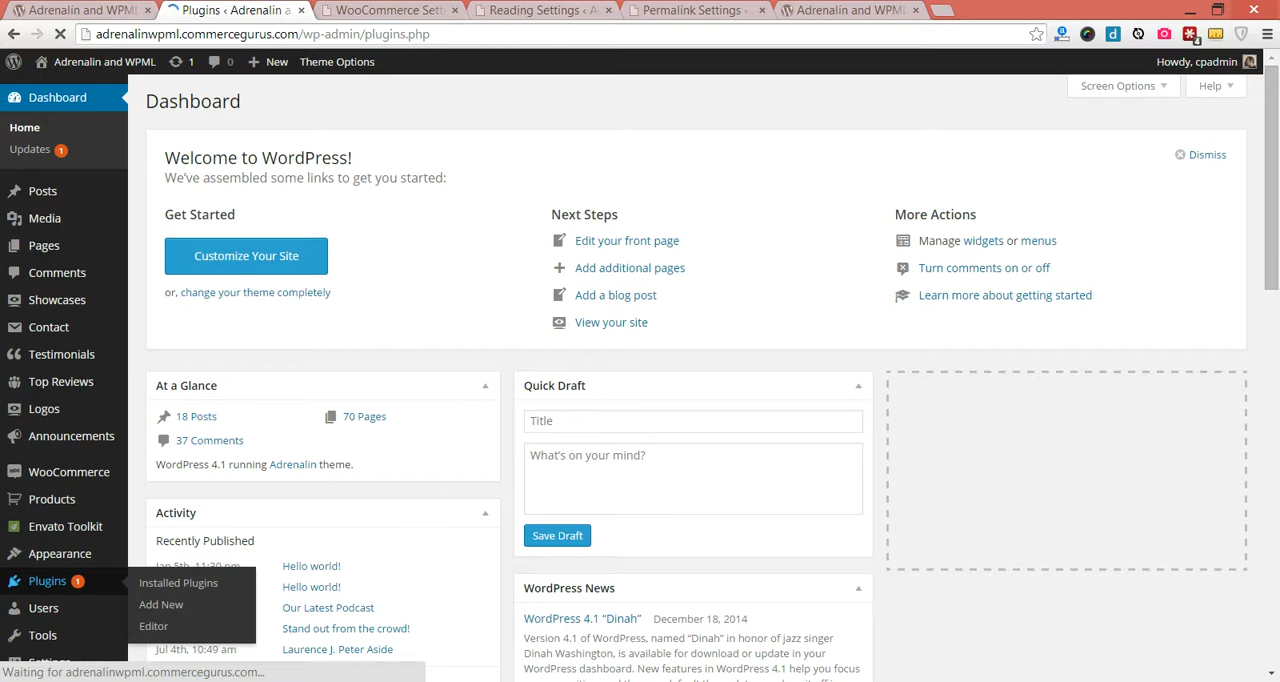 Adrenalin and WPML
Plugins ‹ Adrenalin a
WooCommerce Sett
Reading Settings ‹ A
Permalink Settings ‹
Adrenalin and WPML
adrenalinwpml.commercegurus.com/wp-admin/plugins.php
Adrenalin and WPML
1
0
New
Theme Options
Howdy, cpadmin
Dashboard
Home
Updates 1
Posts
Media
Pages
Comments
Showcases
Contact
Testimonials
Top Reviews
Logos
Announcements
WooCommerce
Products
Envato Toolkit
Appearance
Plugins 1
Users
Tools
Settings
Installed Plugins
Add New
Editor
Dashboard
Screen Options
Help
Welcome to WordPress!
We've assembled some links to get you started:
Dismiss
Get Started
Customize Your Site
or, change your theme completely
Next Steps
Edit your front page
Add additional pages
Add a blog post
View your site
More Actions
Manage widgets or menus
Turn comments on or off
Learn more about getting started
At a Glance
18 Posts
70 Pages
37 Comments
WordPress 4.1 running Adrenalin theme.
Activity
Recently Published
Jan 5th, 11:30 pm
Hello world!
Hello world!
Our Latest Podcast
Stand out from the crowd!
Jul 4th, 10:49 am
Laurence J. Peter Aside
Quick Draft
Title
What's on your mind?
Save Draft
WordPress News
WordPress 4.1 “Dinah” December 18, 2014
Version 4.1 of WordPress, named “Dinah” in honor of jazz singer
Dinah Washington, is available for download or update in your
WordPress dashboard. New features in WordPress 4.1 help you focus
Waiting for adrenalinwpml.commercegurus.com...